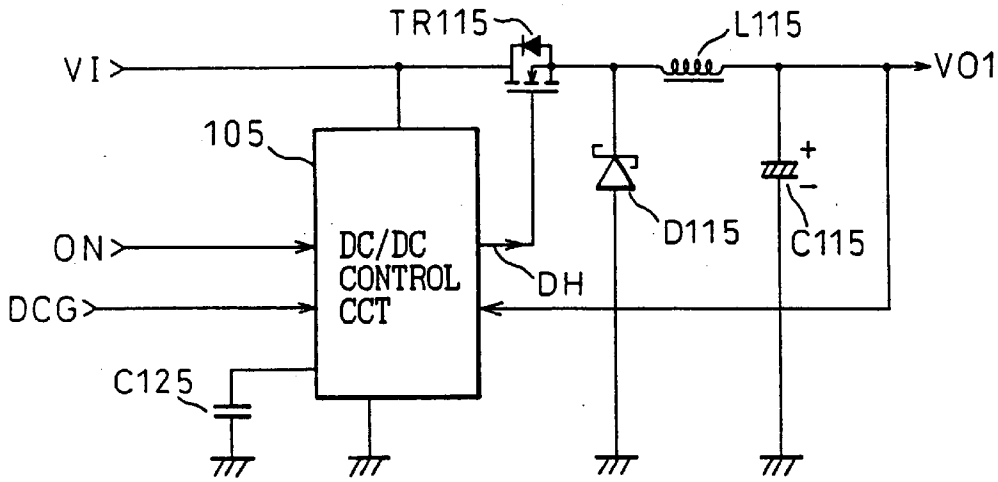 TR115
L115
VI
VO1
105
+
-
D115
C115
ON
DC/DC
CONTROL
CCT
DH
DCG
C125